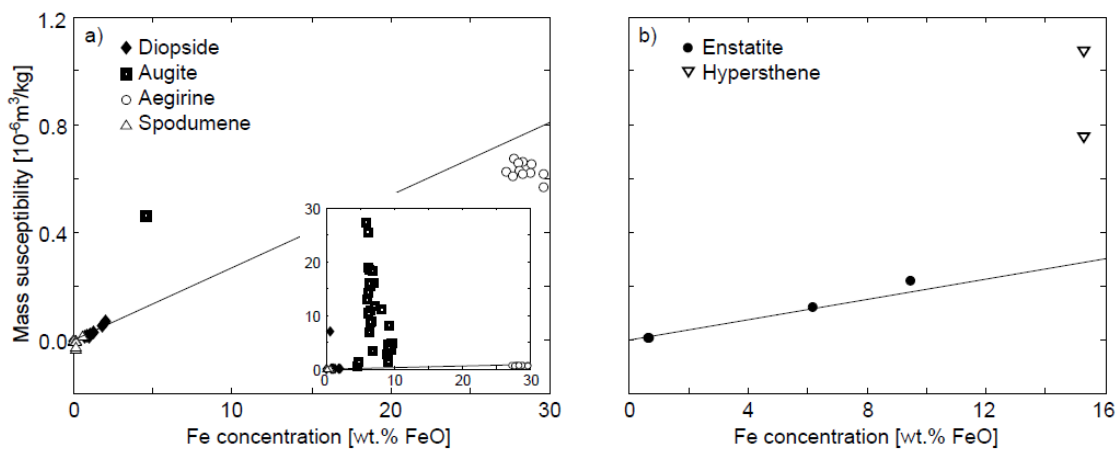 1.2
0.8
0.4
0.0
Mass susceptibility [10⁻⁶m³/kg]
a)
Diopside
Augite
Aegirine
Spodumene
30
20
10
0
0 10 20 30
0 10 20 30
Fe concentration [wt.% FeO]
b)
Enstatite
Hypersthene
0 4 8 12 16
Fe concentration [wt.% FeO]